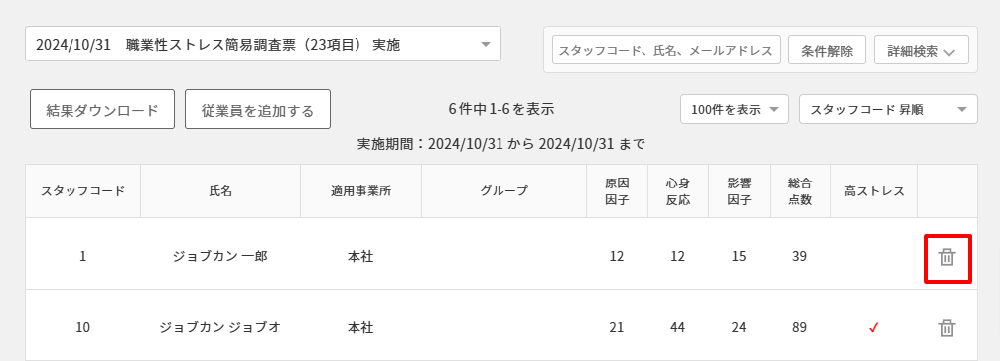 2024/10/31　職業性ストレス簡易調査票（23項目） 実施
スタッフコード、氏名、メールアドレス
条件解除
詳細検索
結果ダウンロード
従業員を追加する
6 件中 1-6 を表示
100件を表示
スタッフコード 昇順
実施期間：2024/10/31 から 2024/10/31 まで
スタッフコード 氏名 適用事業所 グループ 原因因子 心身反応 影響因子 総合点数 高ストレス
1 ジョブカン 一郎 本社 12 12 15 39
10 ジョブカン ジョブオ 本社 21 44 24 89 ✓